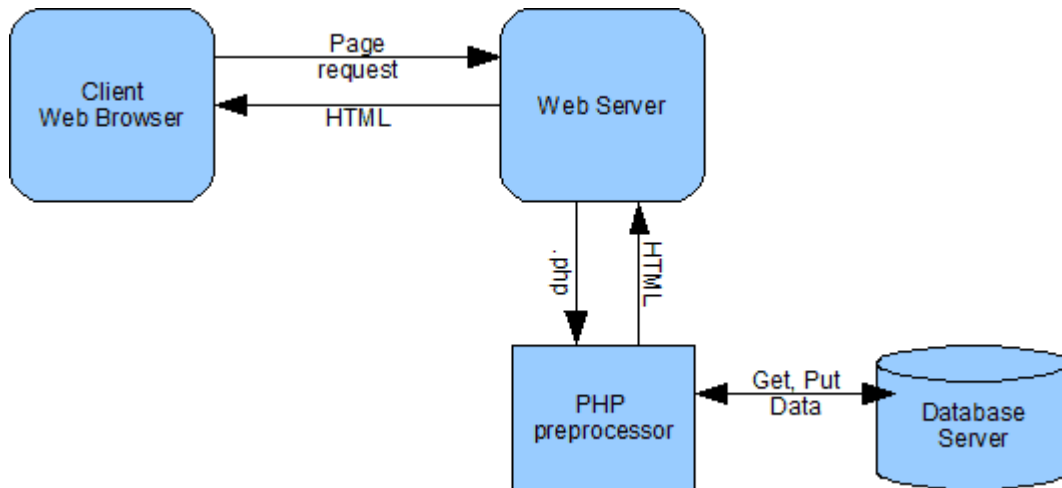 Client
Web Browser
Page
request
HTML
Web Server
.php
HTML
PHP
preprocessor
Get, Put
Data
Database
Server